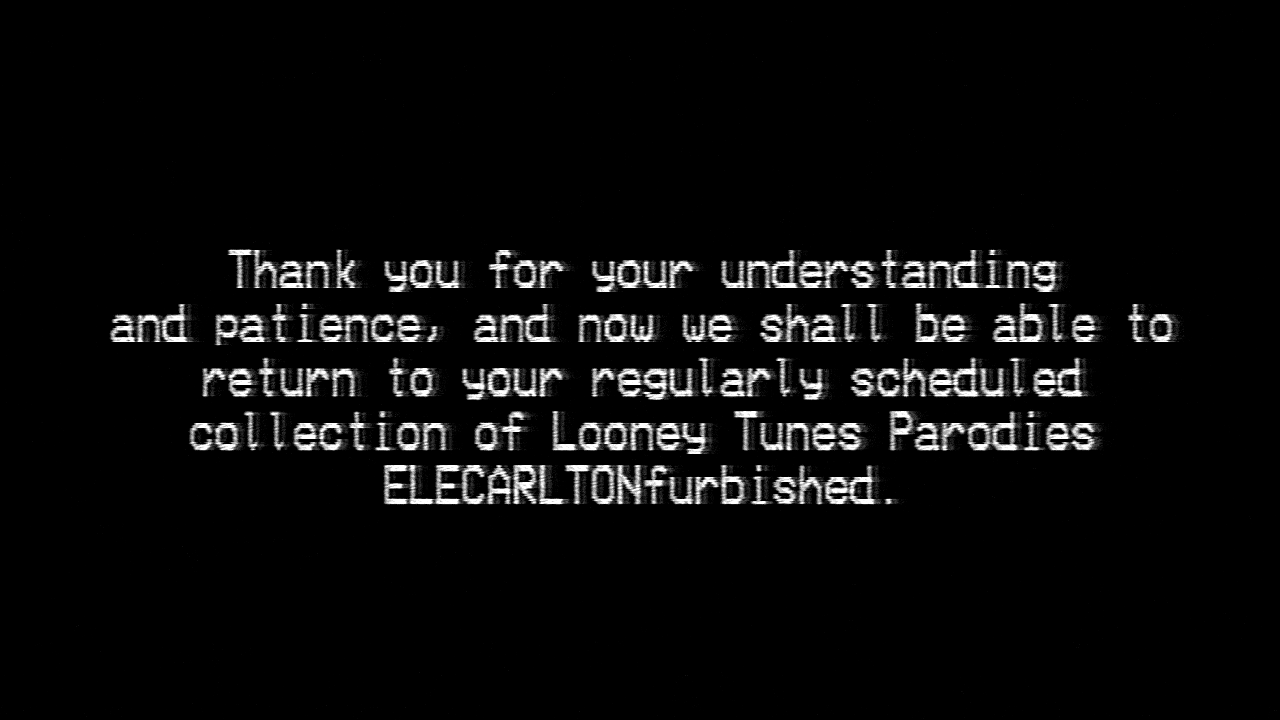 Thank you for your understanding
and patience, and now we shall be able to
return to your regularly scheduled
collection of Looney Tunes Parodies
ELECARLTONfurbished.